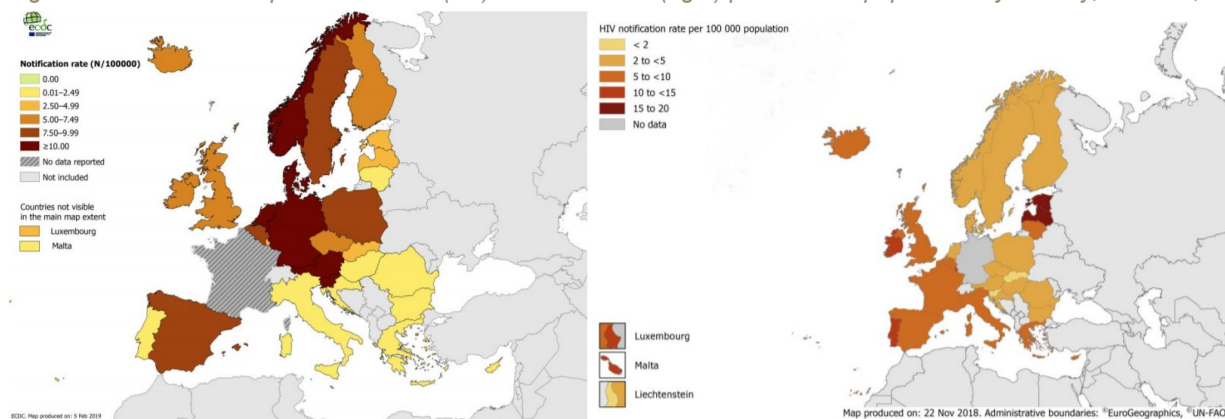 ecdc
Notification rate (N/100000)
0.00
0.01–2.49
2.50–4.99
5.00–7.49
7.50–9.99
≥10.00
No data reported
Not included
Countries not visible
in the main map extent
Luxembourg
Malta
ECDC. Map produced on: 5 Feb 2019
HIV notification rate per 100 000 population
< 2
2 to <5
5 to <10
10 to <15
15 to 20
No data
Luxembourg
Malta
Liechtenstein
Map produced on: 22 Nov 2018. Administrative boundaries: ©EuroGeographics, ©UN-FAO